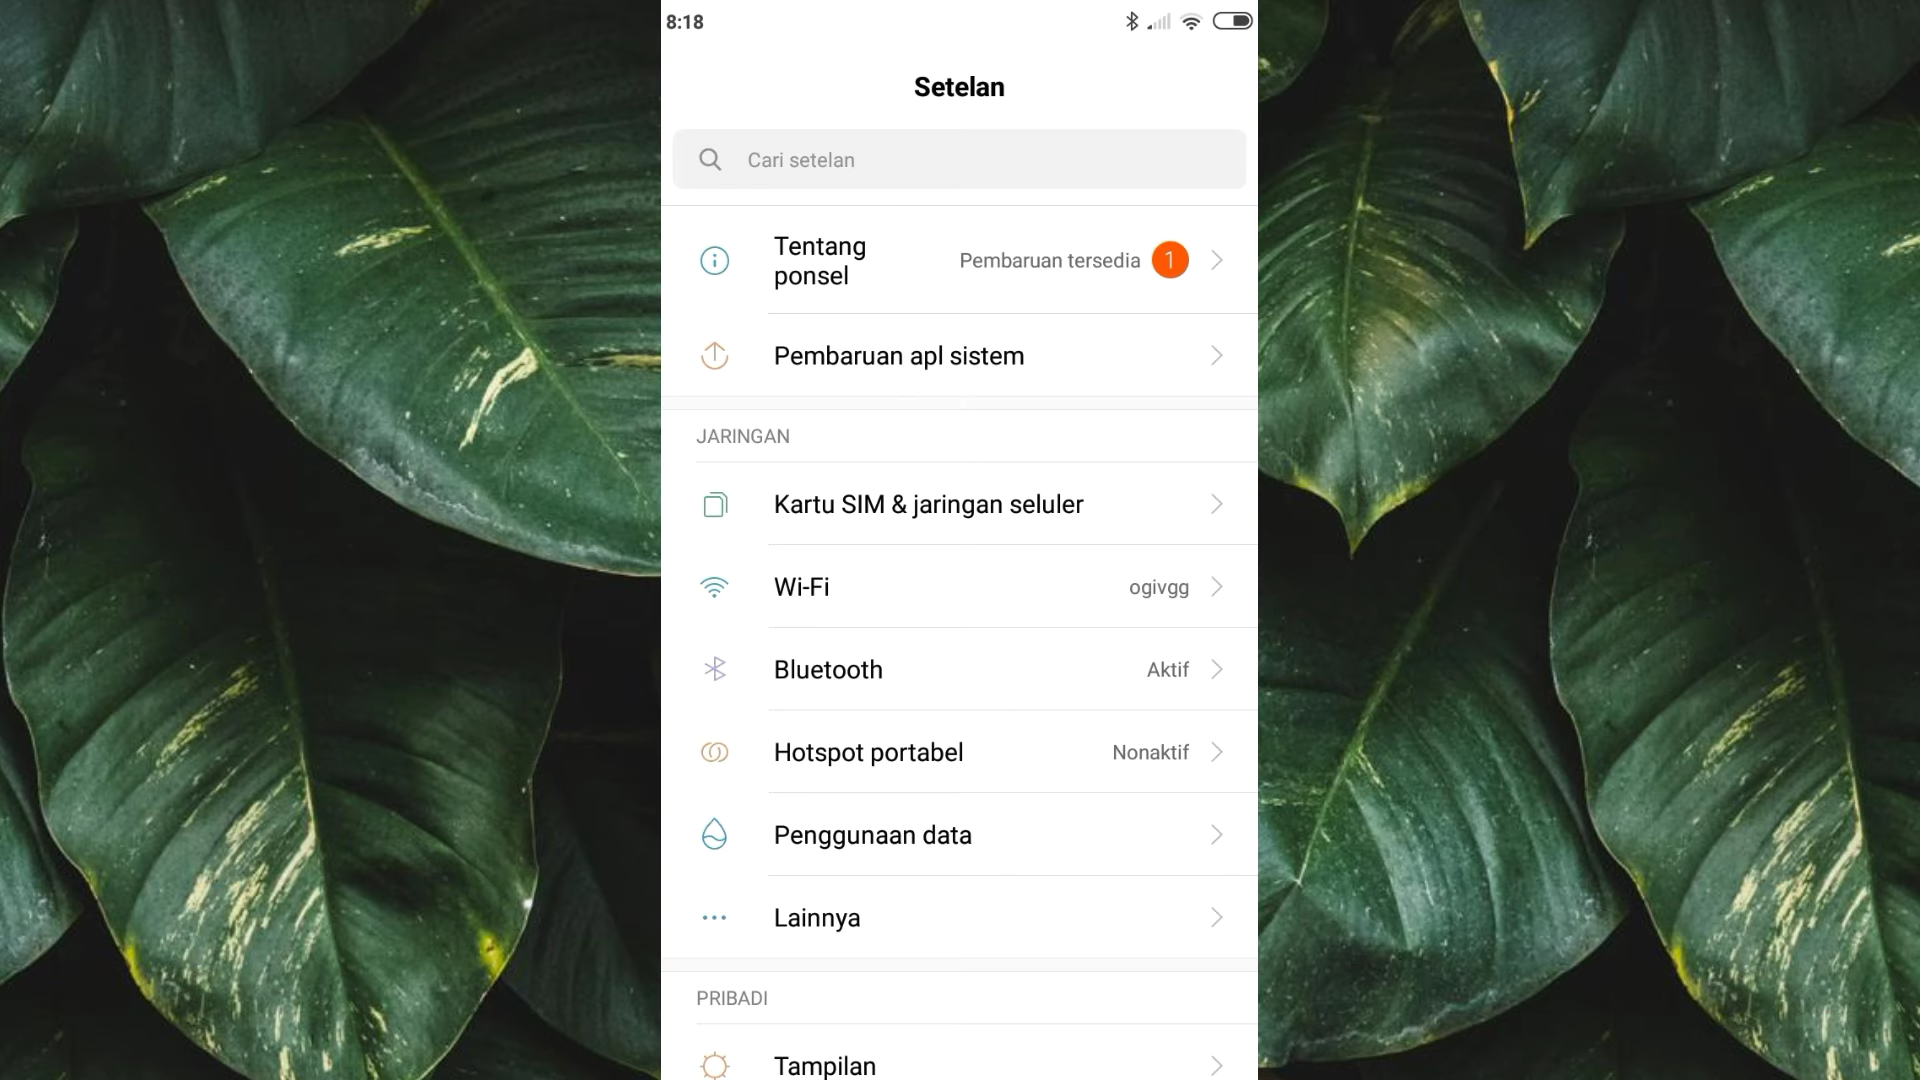 8:18
Setelan
Cari setelan
Tentang
ponsel
Pembaruan tersedia 1
Pembaruan apl sistem
JARINGAN
Kartu SIM & jaringan seluler
Wi-Fi ogivgg
Bluetooth Aktif
Hotspot portabel Nonaktif
Penggunaan data
Lainnya
PRIBADI
Tampilan